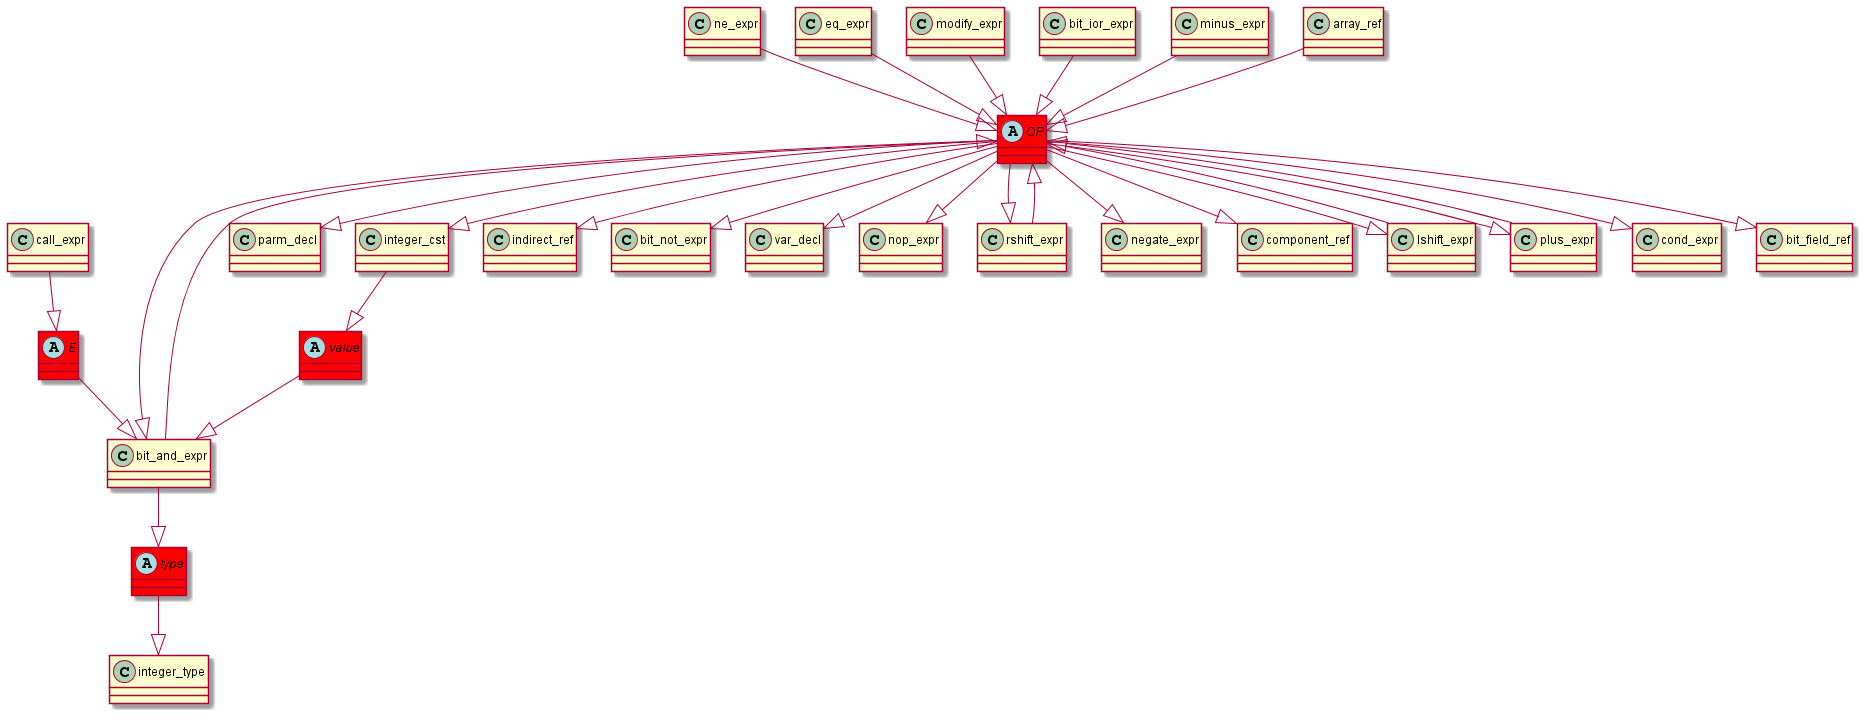 C ne_expr
C eq_expr
C modify_expr
C bit_ior_expr
C minus_expr
C array_ref
A OP
C call_expr
C parm_decl
C integer_cst
C indirect_ref
C bit_not_expr
C var_decl
C nop_expr
C rshift_expr
C negate_expr
C component_ref
C lshift_expr
C plus_expr
C cond_expr
C bit_field_ref
A E
A value
C bit_and_expr
A type
C integer_type